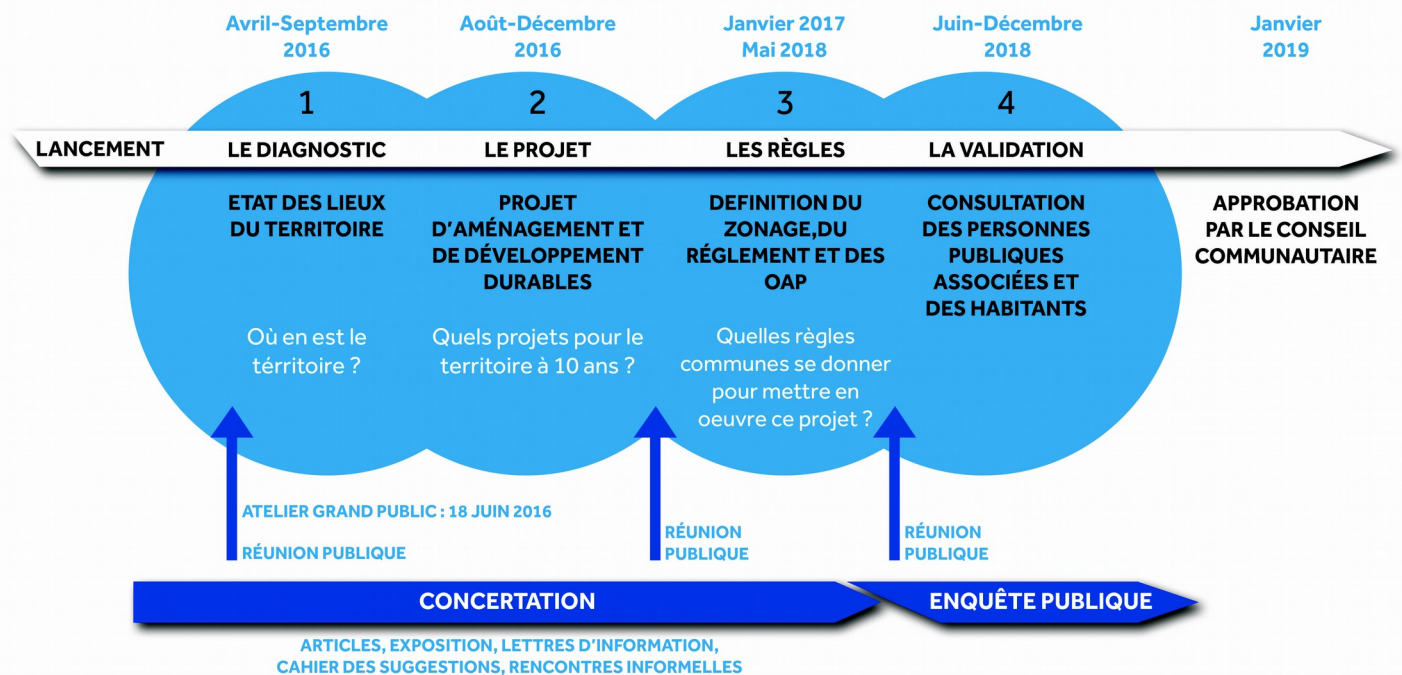 Avril-Septembre
2016
Août-Décembre
2016
Janvier 2017
Mai 2018
Juin-Décembre
2018
Janvier
2019
1
2
3
4
LANCEMENT
LE DIAGNOSTIC
LE PROJET
LES RÈGLES
LA VALIDATION
ETAT DES LIEUX
DU TERRITOIRE
PROJET
D'AMÉNAGEMENT ET
DE DÉVELOPPEMENT
DURABLES
DEFINITION DU
ZONAGE,DU
RÉGLEMENT ET DES
OAP
CONSULTATION
DES PERSONNES
PUBLIQUES
ASSOCIÉES ET
DES HABITANTS
APPROBATION
PAR LE CONSEIL
COMMUNAUTAIRE
Où en est le
térritoire ?
Quels projets pour le
territoire à 10 ans ?
Quelles règles
communes se donner
pour mettre en
oeuvre ce projet ?
ATELIER GRAND PUBLIC : 18 JUIN 2016
RÉUNION PUBLIQUE
RÉUNION
PUBLIQUE
RÉUNION
PUBLIQUE
CONCERTATION
ENQUÊTE PUBLIQUE
ARTICLES, EXPOSITION, LETTRES D'INFORMATION,
CAHIER DES SUGGESTIONS, RENCONTRES INFORMELLES